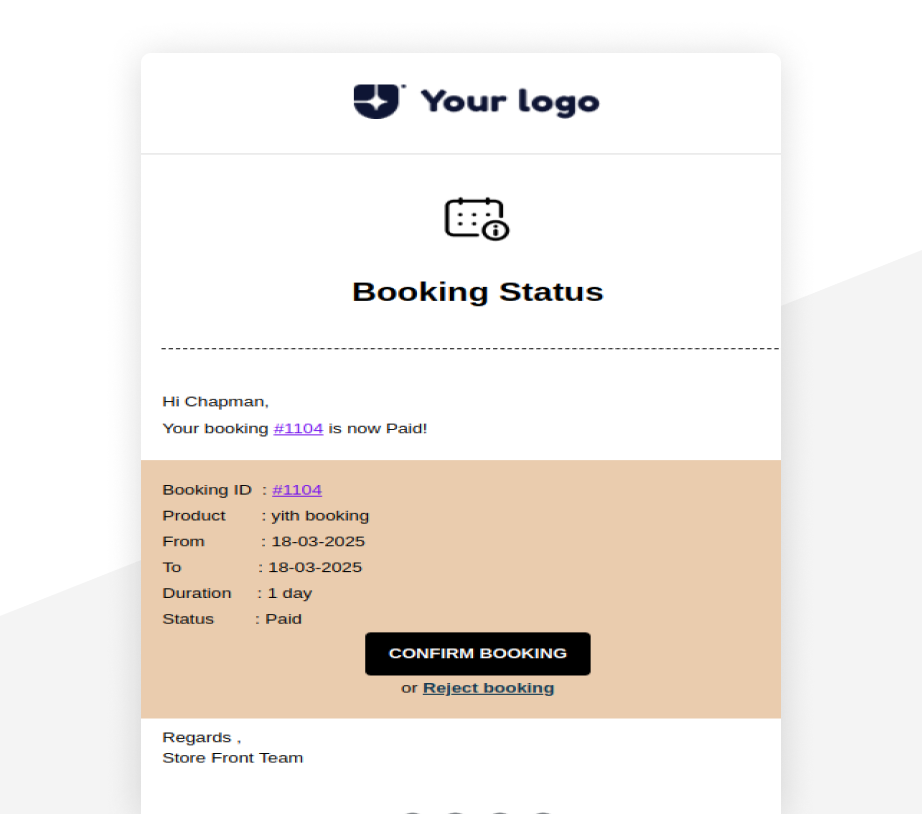 Your logo
Booking Status
Hi Chapman,
Your booking #1104 is now Paid!
Booking ID : #1104
Product : yith booking
From : 18-03-2025
To : 18-03-2025
Duration : 1 day
Status : Paid
CONFIRM BOOKING
or Reject booking
Regards ,
Store Front Team